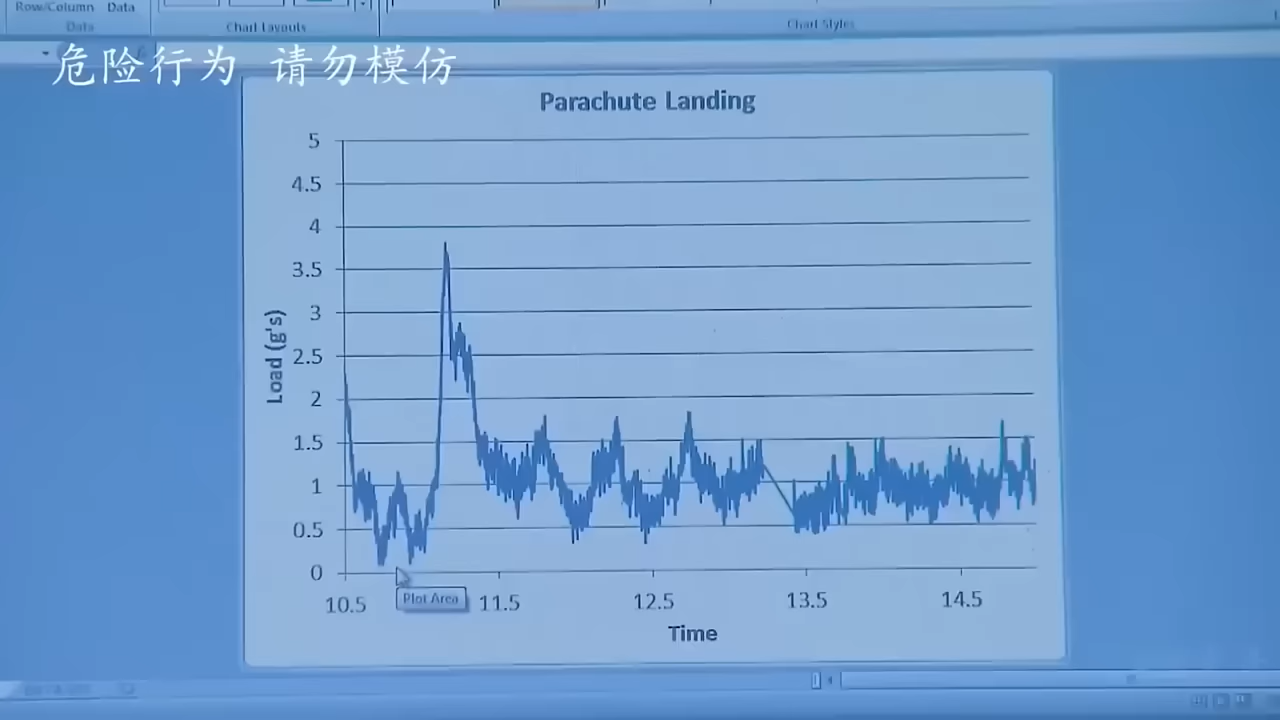 Row/Column Data
Data
Chart Layouts
Chart Styles
危险行为 请勿模仿
Parachute Landing
5
4.5
4
3.5
3
2.5
2
1.5
1
0.5
0
Load (g's)
10.5 11.5 12.5 13.5 14.5
Plot Area
Time